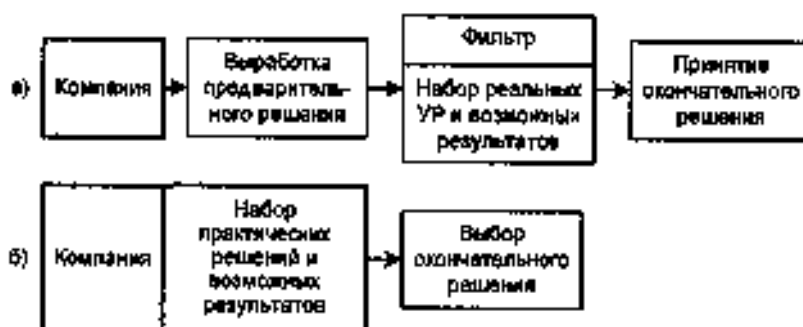 а)
Компания
Выработка
предваритель-
ного решения
Фильтр
Набор реальных
УР и возможных
результатов
Принятие
окончательного
решения
б)
Компания
Набор
практических
решений и
возможных
результатов
Выбор
окончательного
решения